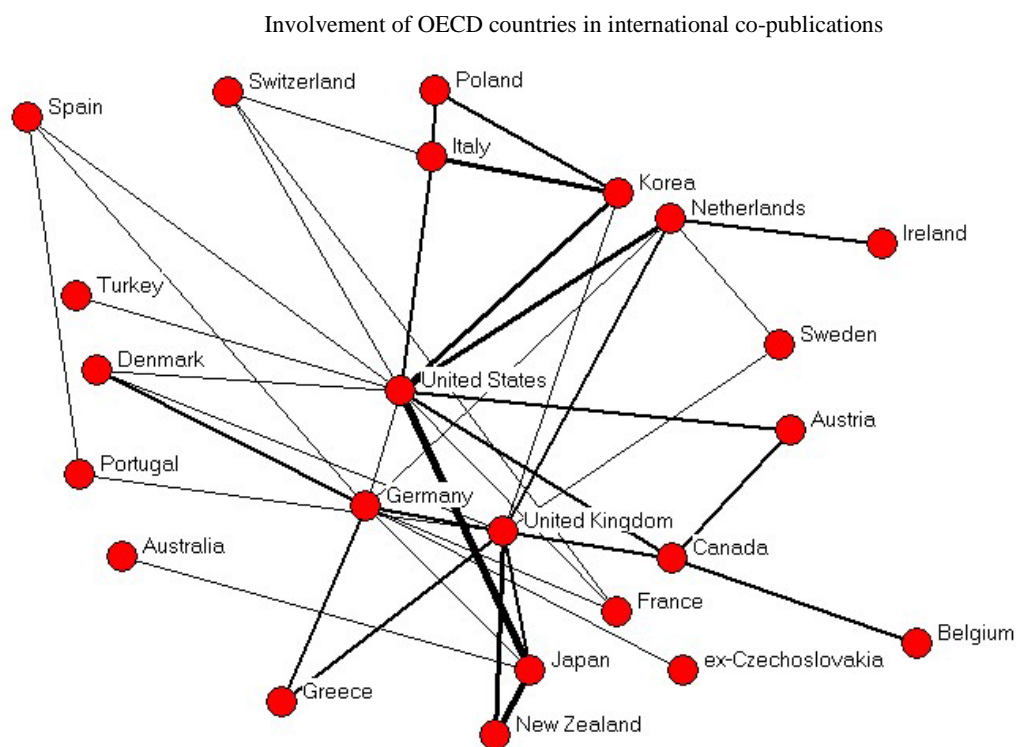 Involvement of OECD countries in international co-publications
Switzerland
Poland
Spain
Italy
Korea
Netherlands
Ireland
Turkey
Sweden
Denmark
United States
Austria
Portugal
Germany
United Kingdom
Australia
Canada
France
Belgium
Japan
ex-Czechoslovakia
Greece
New Zealand